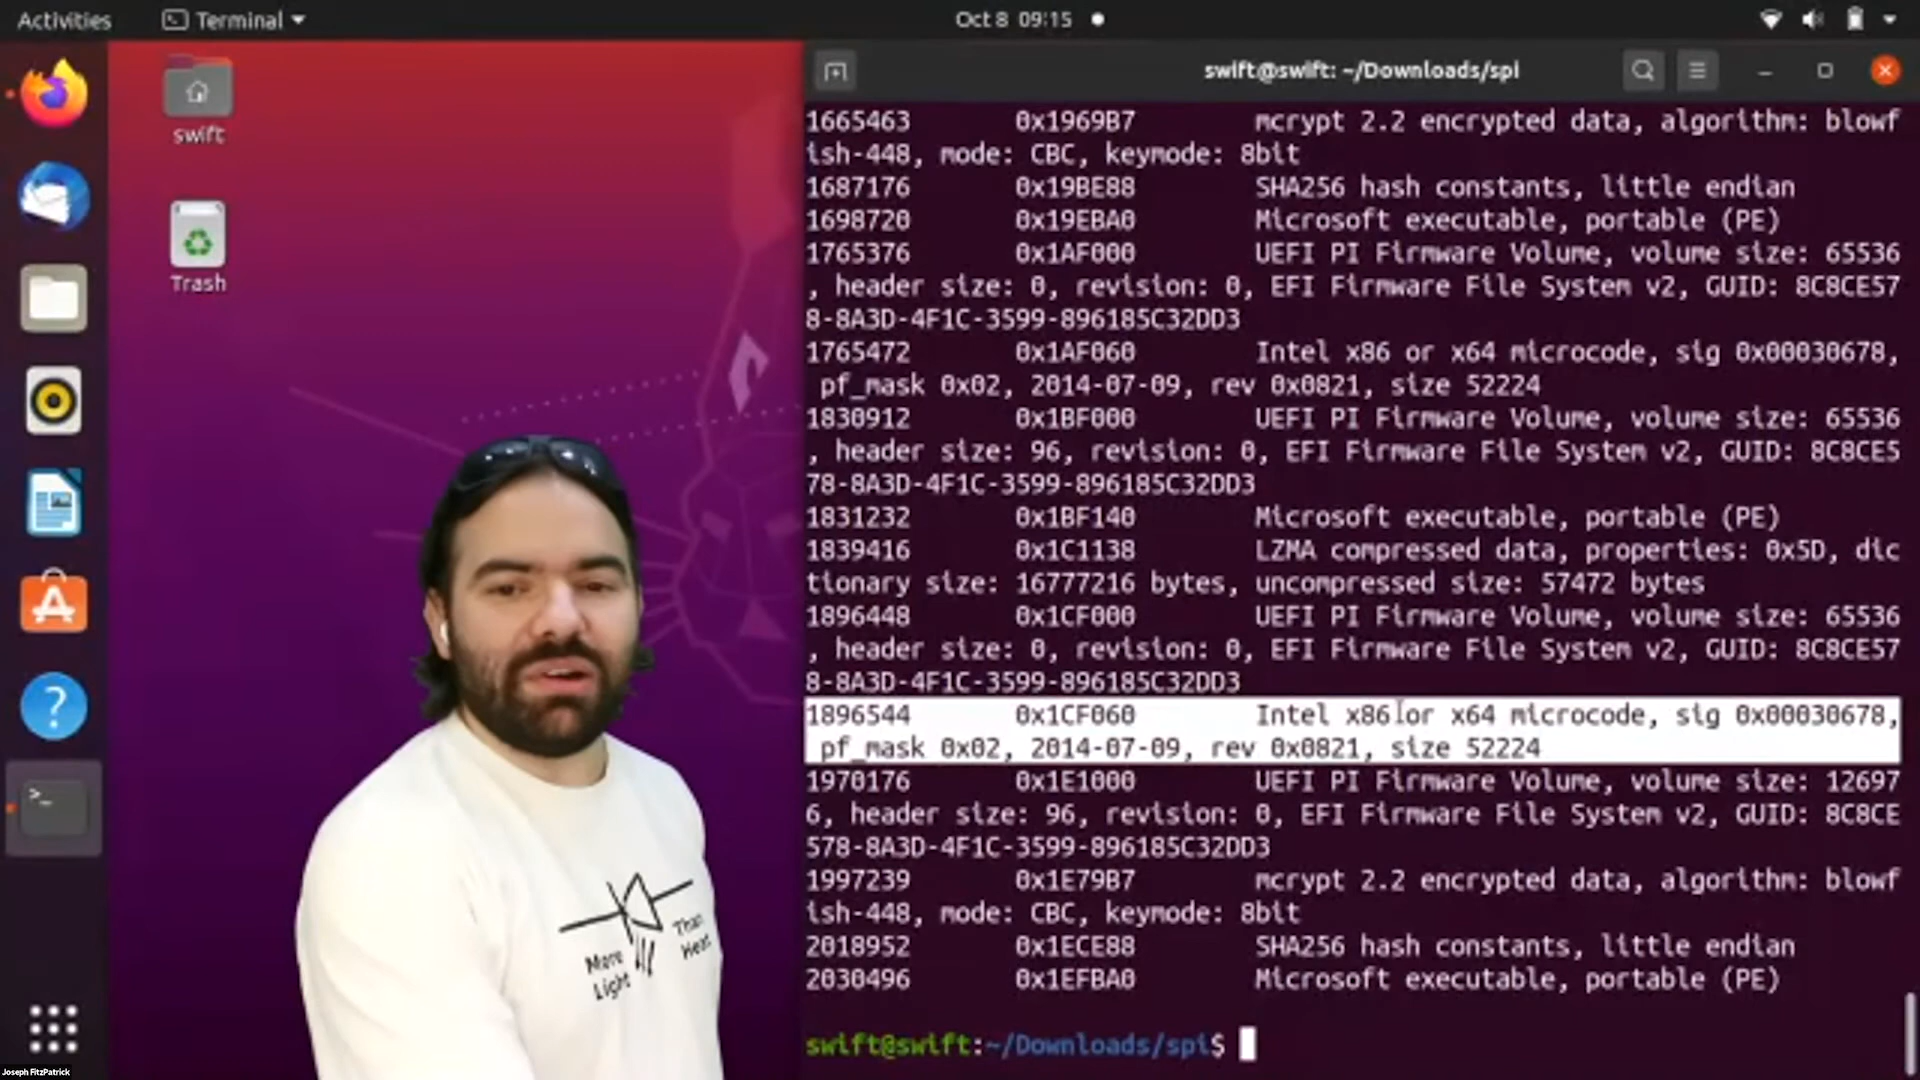 Activities
Terminal
Oct 8 09:15
swift@swift: ~/Downloads/spi
swift
Trash
1665463 0x1969B7 mcrypt 2.2 encrypted data, algorithm: blowf
ish-448, mode: CBC, keymode: 8bit
1687176 0x19BE88 SHA256 hash constants, little endian
1698720 0x19EBA0 Microsoft executable, portable (PE)
1765376 0x1AF000 UEFI PI Firmware Volume, volume size: 65536
, header size: 0, revision: 0, EFI Firmware File System v2, GUID: 8C8CE57
8-8A3D-4F1C-3599-896185C32DD3
1765472 0x1AF060 Intel x86 or x64 microcode, sig 0x00030678,
pf_mask 0x02, 2014-07-09, rev 0x0821, size 52224
1830912 0x1BF000 UEFI PI Firmware Volume, volume size: 65536
, header size: 96, revision: 0, EFI Firmware File System v2, GUID: 8C8CE5
78-8A3D-4F1C-3599-896185C32DD3
1831232 0x1BF140 Microsoft executable, portable (PE)
1839416 0x1C1138 LZMA compressed data, properties: 0x5D, dic
tionary size: 16777216 bytes, uncompressed size: 57472 bytes
1896448 0x1CF000 UEFI PI Firmware Volume, volume size: 65536
, header size: 0, revision: 0, EFI Firmware File System v2, GUID: 8C8CE57
8-8A3D-4F1C-3599-896185C32DD3
1896544 0x1CF060 Intel x86 or x64 microcode, sig 0x00030678,
pf_mask 0x02, 2014-07-09, rev 0x0821, size 52224
1970176 0x1E1000 UEFI PI Firmware Volume, volume size: 12697
6, header size: 96, revision: 0, EFI Firmware File System v2, GUID: 8C8CE
578-8A3D-4F1C-3599-896185C32DD3
1997239 0x1E79B7 mcrypt 2.2 encrypted data, algorithm: blowf
ish-448, mode: CBC, keymode: 8bit
2018952 0x1ECE88 SHA256 hash constants, little endian
2030496 0x1EFBA0 Microsoft executable, portable (PE)
swift@swift:~/Downloads/spi$
More
Light
Than
Heat
Joseph FitzPatrick